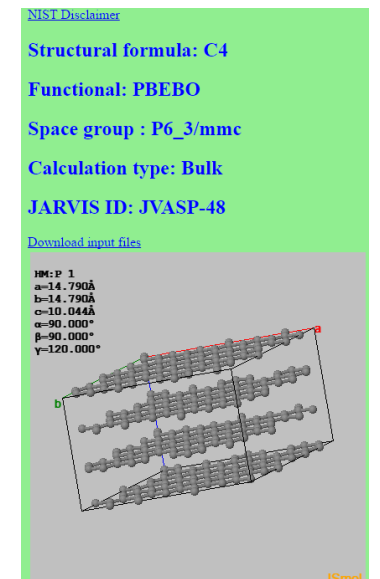 NIST Disclaimer
Structural formula: C4
Functional: PBEBO
Space group : P6_3/mmc
Calculation type: Bulk
JARVIS ID: JVASP-48
Download input files
HM:P 1
a=14.790Å
b=14.790Å
c=10.044Å
α=90.000°
β=90.000°
γ=120.000°
a
b
JSmol